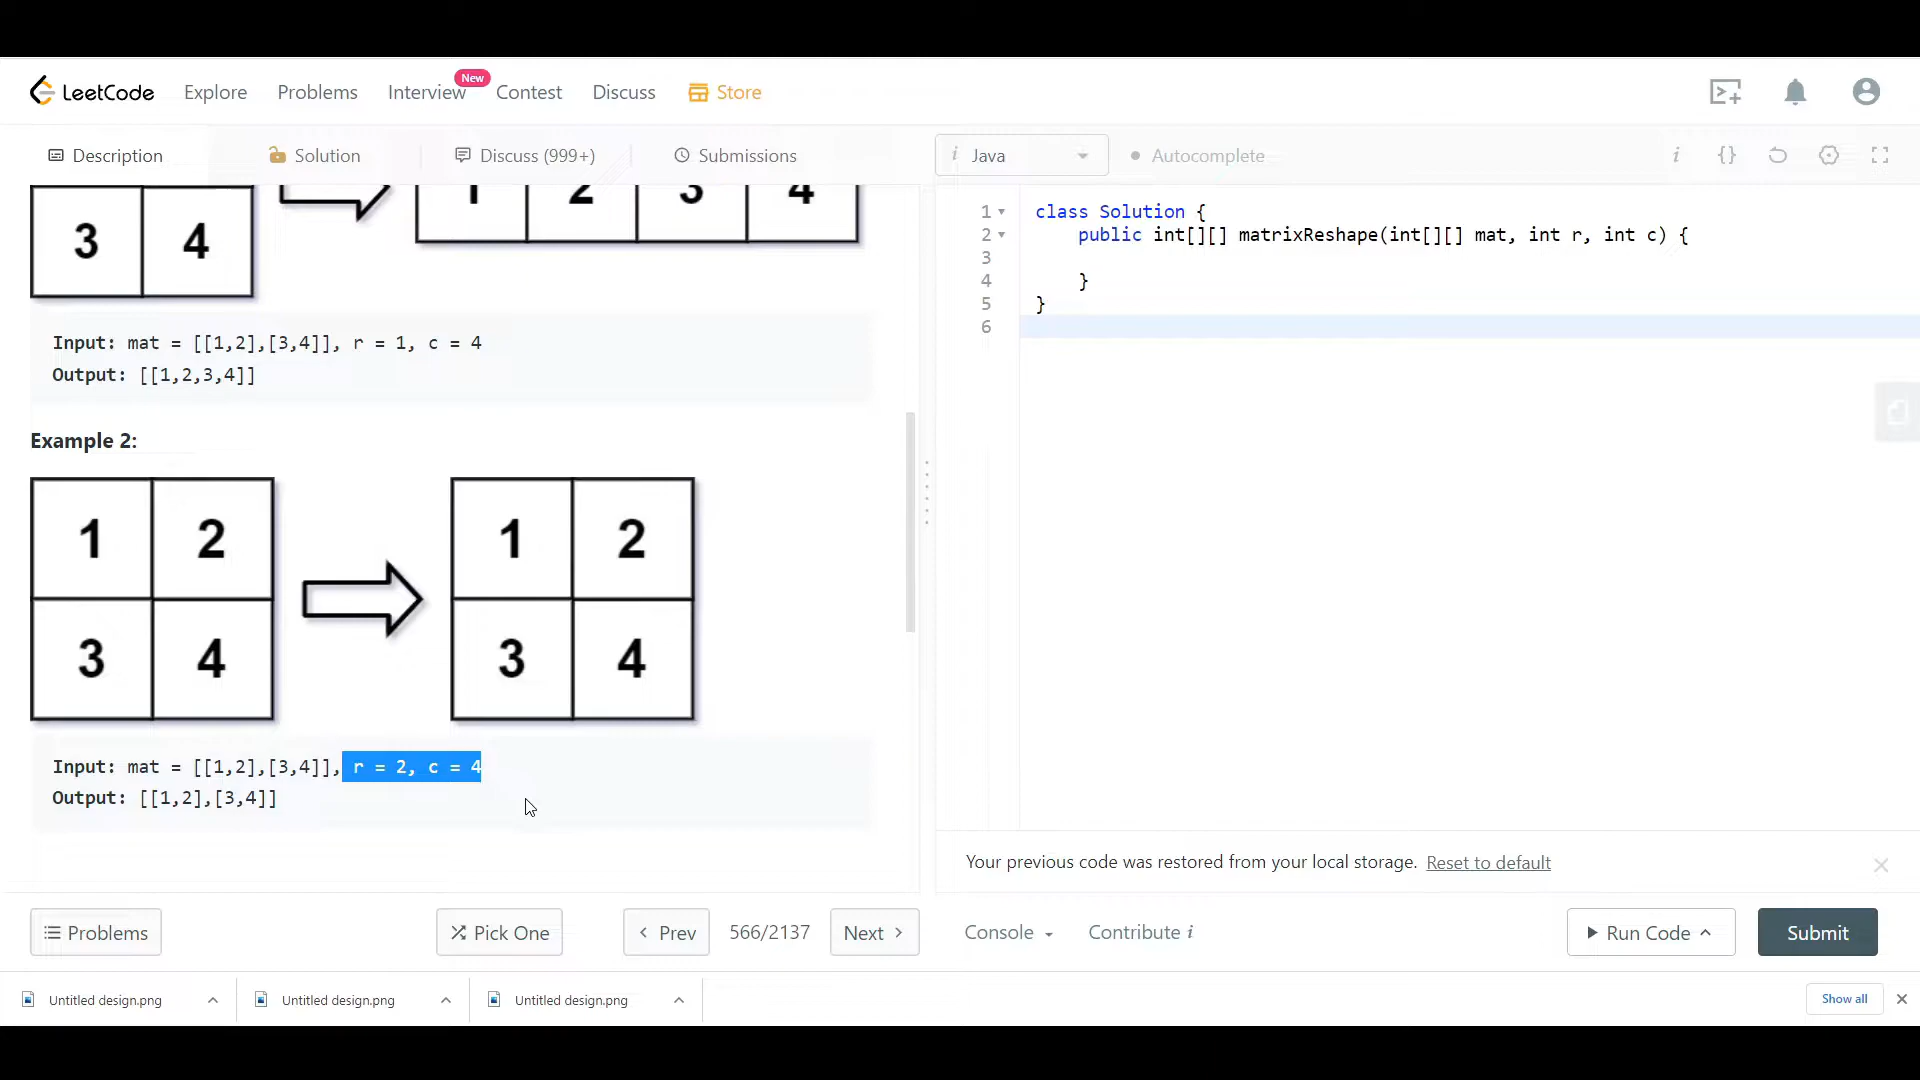 LeetCode Explore Problems Interview New Contest Discuss Store
Description Solution Discuss (999+) Submissions
1 2 3 4
3 4
Input: mat = [[1,2],[3,4]], r = 1, c = 4
Output: [[1,2,3,4]]
Example 2:
1 2 1 2
3 4 3 4
Input: mat = [[1,2],[3,4]], r = 2, c = 4
Output: [[1,2],[3,4]]
Problems Pick One Prev 566/2137 Next
i Java Autocomplete i {}
1 class Solution {
2 public int[][] matrixReshape(int[][] mat, int r, int c) {
3
4 }
5 }
6
Your previous code was restored from your local storage. Reset to default
Console Contribute i Run Code Submit
Untitled design.png Untitled design.png Untitled design.png Show all